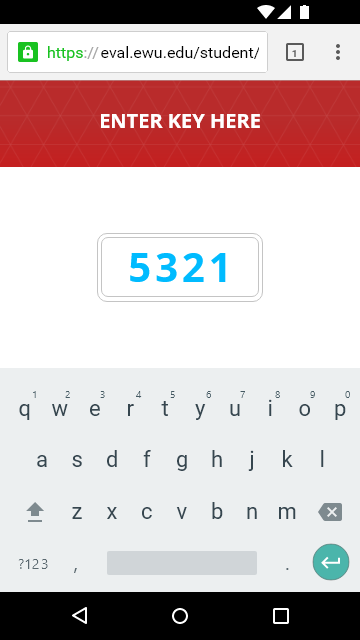 https://eval.ewu.edu/student/
1
ENTER KEY HERE
5321
1 2 3 4 5 6 7 8 9 0
q w e r t y u i o p
a s d f g h j k l
z x c v b n m
?123 , .